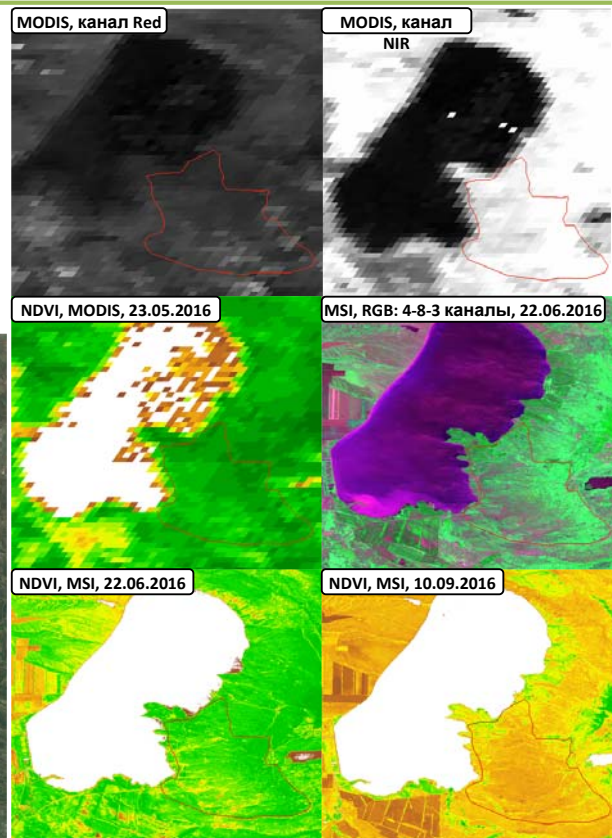 MODIS, канал Red
MODIS, канал
NIR
NDVI, MODIS, 23.05.2016
MSI, RGB: 4-8-3 каналы, 22.06.2016
NDVI, MSI, 22.06.2016
NDVI, MSI, 10.09.2016